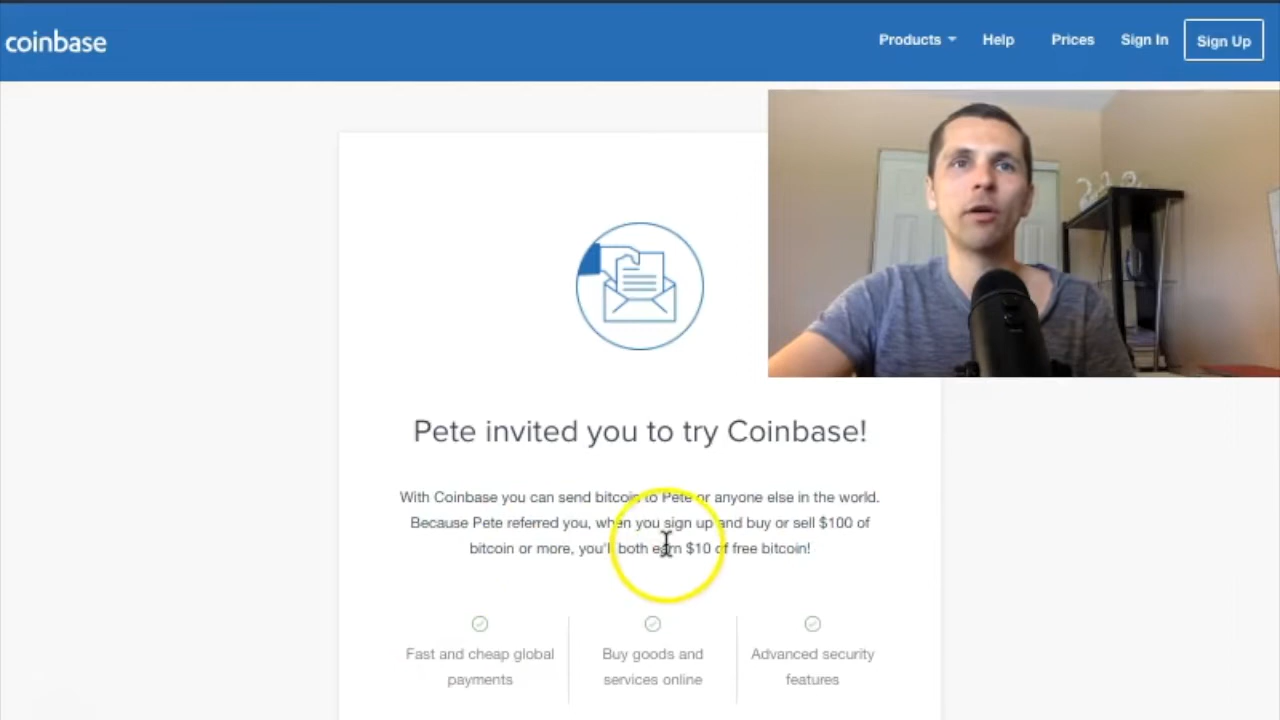 coinbase
Products
Help
Prices
Sign In
Sign Up
Pete invited you to try Coinbase!
With Coinbase you can send bitcoin to Pete or anyone else in the world.
Because Pete referred you, when you sign up and buy or sell $100 of
bitcoin or more, you'll both earn $10 of free bitcoin!
Fast and cheap global
payments
Buy goods and
services online
Advanced security
features